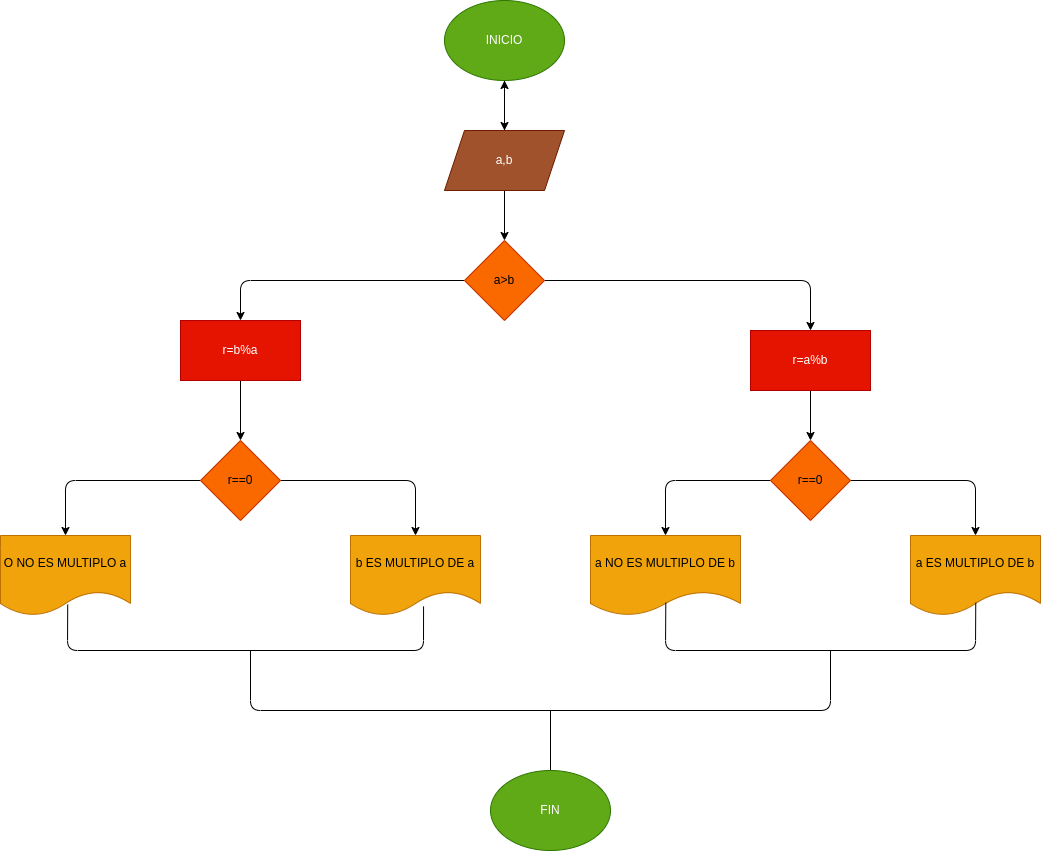 INICIO
a,b
a>b
r=b%a
r=a%b
r==0
r==0
O NO ES MULTIPLO a
b ES MULTIPLO DE a
a NO ES MULTIPLO DE b
a ES MULTIPLO DE b
FIN